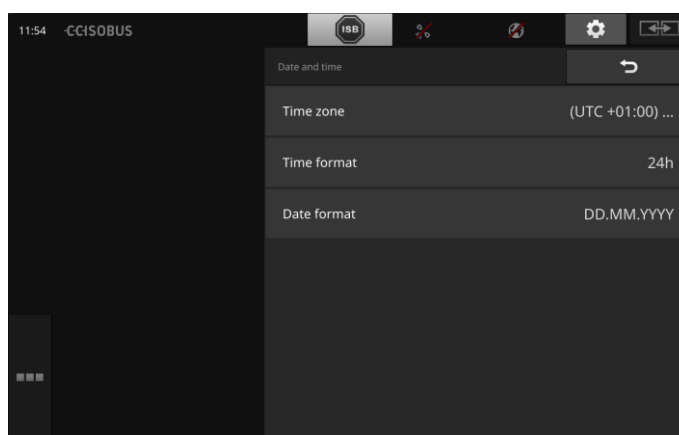 11:54 CCISOBUS ISB
Date and time
Time zone (UTC +01:00) ...
Time format 24h
Date format DD.MM.YYYY